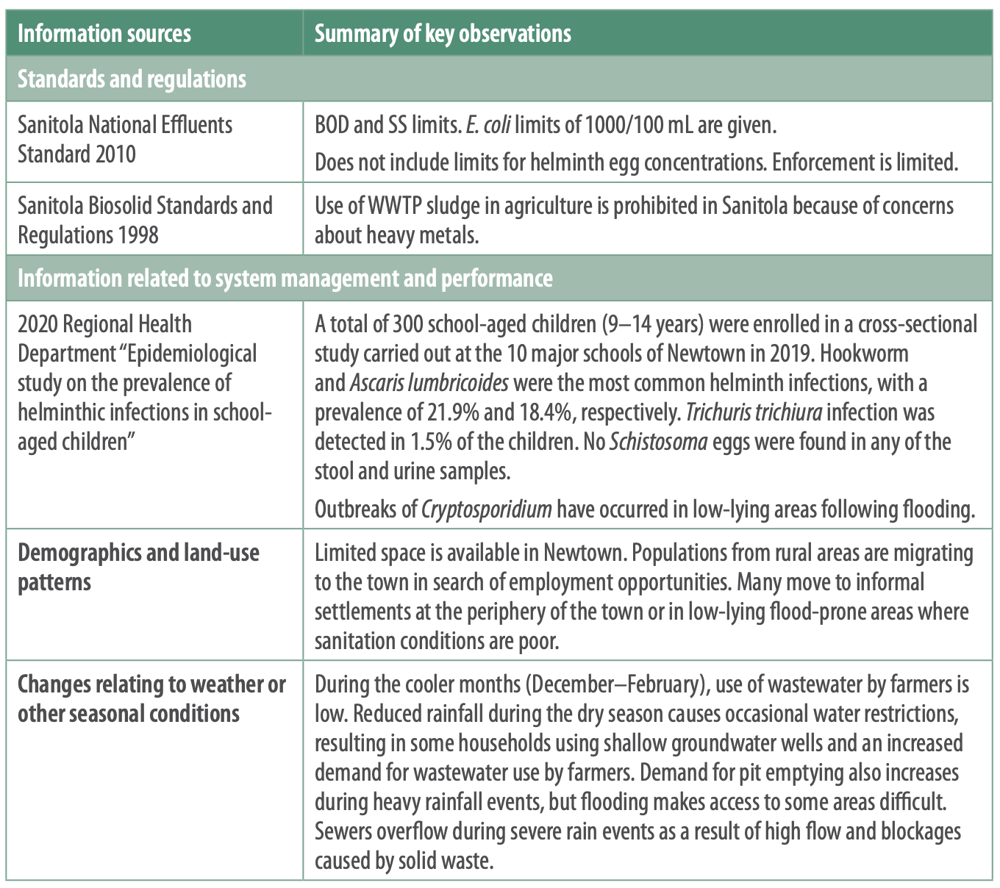 Information sources
Summary of key observations
Standards and regulations
Sanitola National Effluents
Standard 2010
BOD and SS limits. E. coli limits of 1000/100 mL are given.
Does not include limits for helminth egg concentrations. Enforcement is limited.
Sanitola Biosolid Standards and
Regulations 1998
Use of WWTP sludge in agriculture is prohibited in Sanitola because of concerns
about heavy metals.
Information related to system management and performance
2020 Regional Health
Department “Epidemiological
study on the prevalence of
helminthic infections in school-
aged children”
A total of 300 school-aged children (9–14 years) were enrolled in a cross-sectional
study carried out at the 10 major schools of Newtown in 2019. Hookworm
and Ascaris lumbricoides were the most common helminth infections, with a
prevalence of 21.9% and 18.4%, respectively. Trichuris trichiura infection was
detected in 1.5% of the children. No Schistosoma eggs were found in any of the
stool and urine samples.
Outbreaks of Cryptosporidium have occurred in low-lying areas following flooding.
Demographics and land-use
patterns
Limited space is available in Newtown. Populations from rural areas are migrating
to the town in search of employment opportunities. Many move to informal
settlements at the periphery of the town or in low-lying flood-prone areas where
sanitation conditions are poor.
Changes relating to weather or
other seasonal conditions
During the cooler months (December–February), use of wastewater by farmers is
low. Reduced rainfall during the dry season causes occasional water restrictions,
resulting in some households using shallow groundwater wells and an increased
demand for wastewater use by farmers. Demand for pit emptying also increases
during heavy rainfall events, but flooding makes access to some areas difficult.
Sewers overflow during severe rain events as a result of high flow and blockages
caused by solid waste.